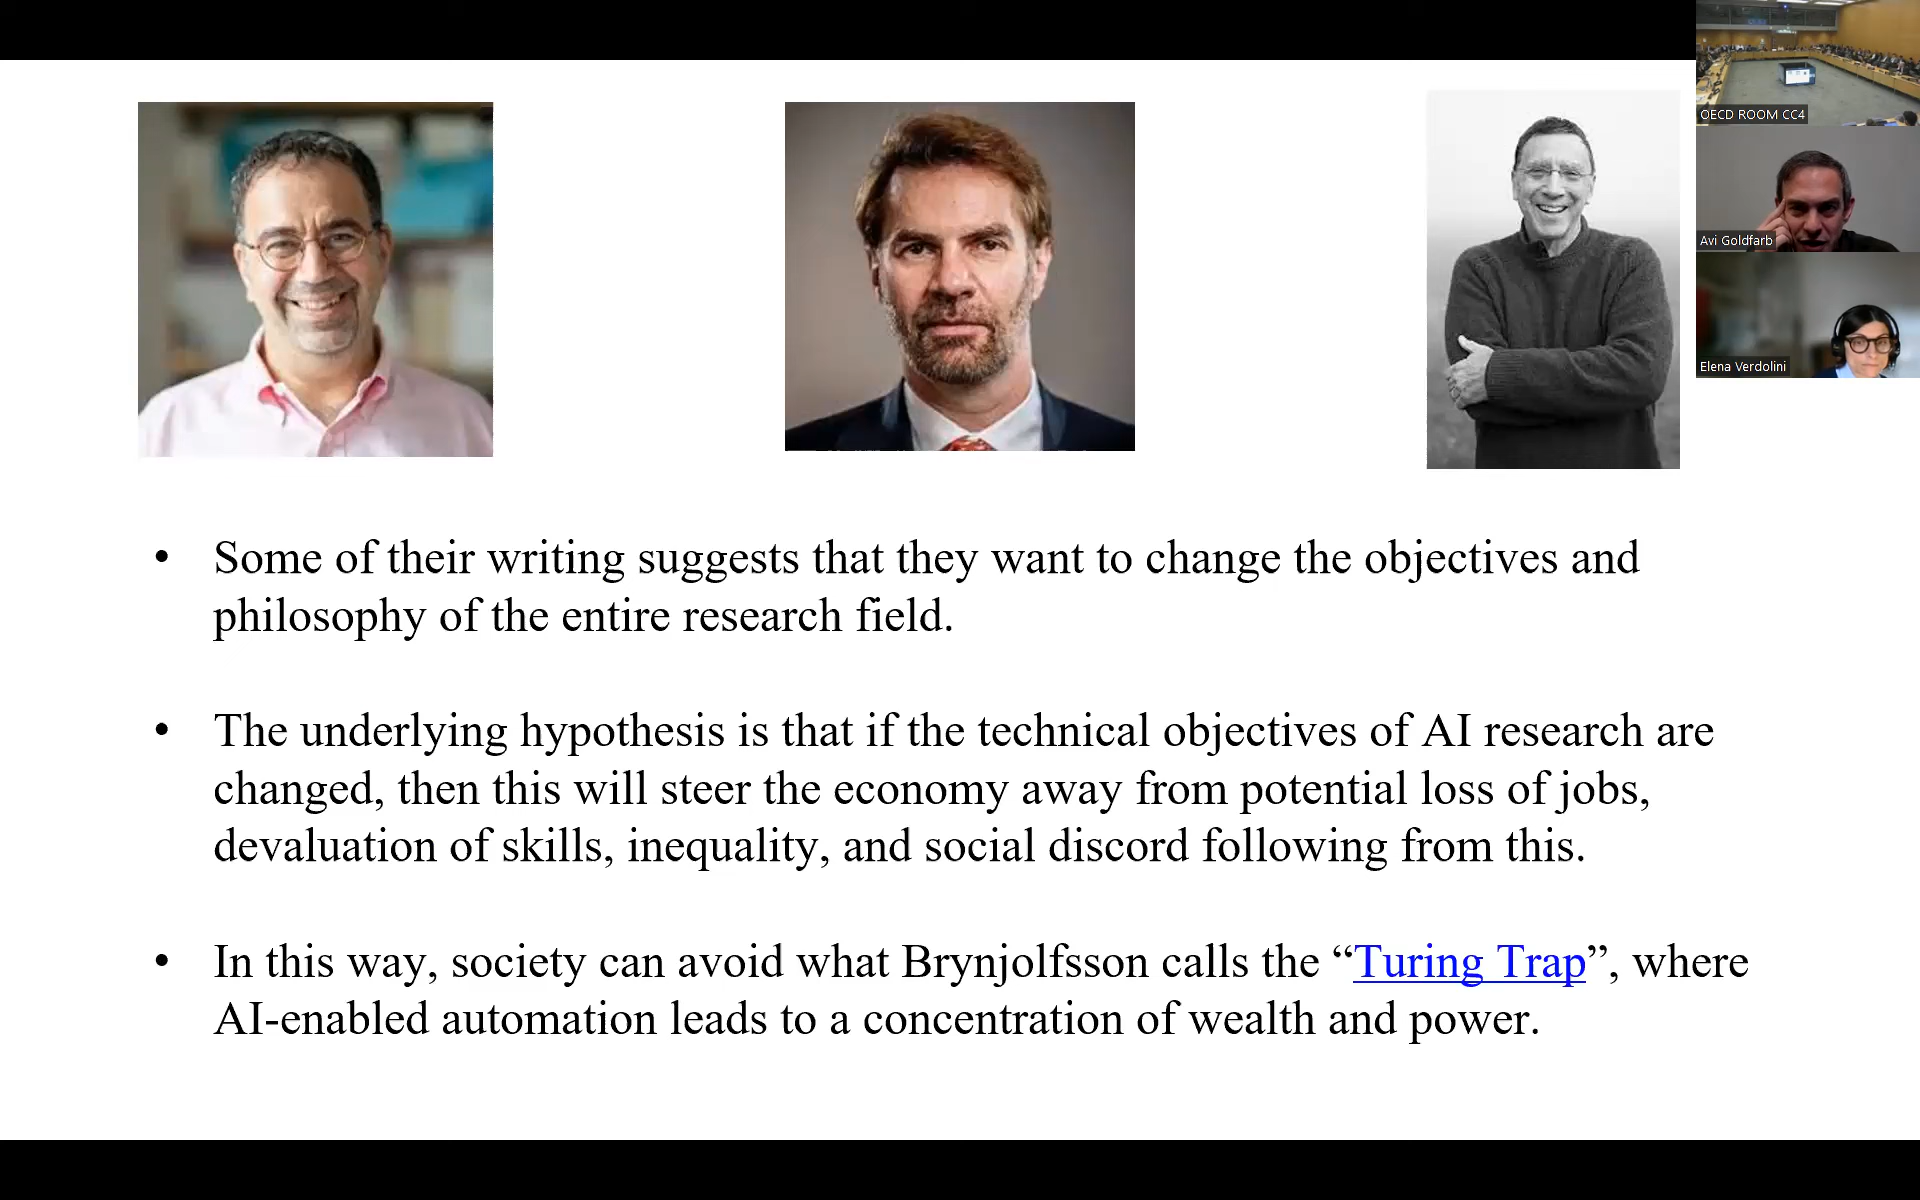 OECD ROOM CC4
Avi Goldfarb
Elena Verdolini
• Some of their writing suggests that they want to change the objectives and
philosophy of the entire research field.
• The underlying hypothesis is that if the technical objectives of AI research are
changed, then this will steer the economy away from potential loss of jobs,
devaluation of skills, inequality, and social discord following from this.
• In this way, society can avoid what Brynjolfsson calls the “Turing Trap”, where
AI-enabled automation leads to a concentration of wealth and power.